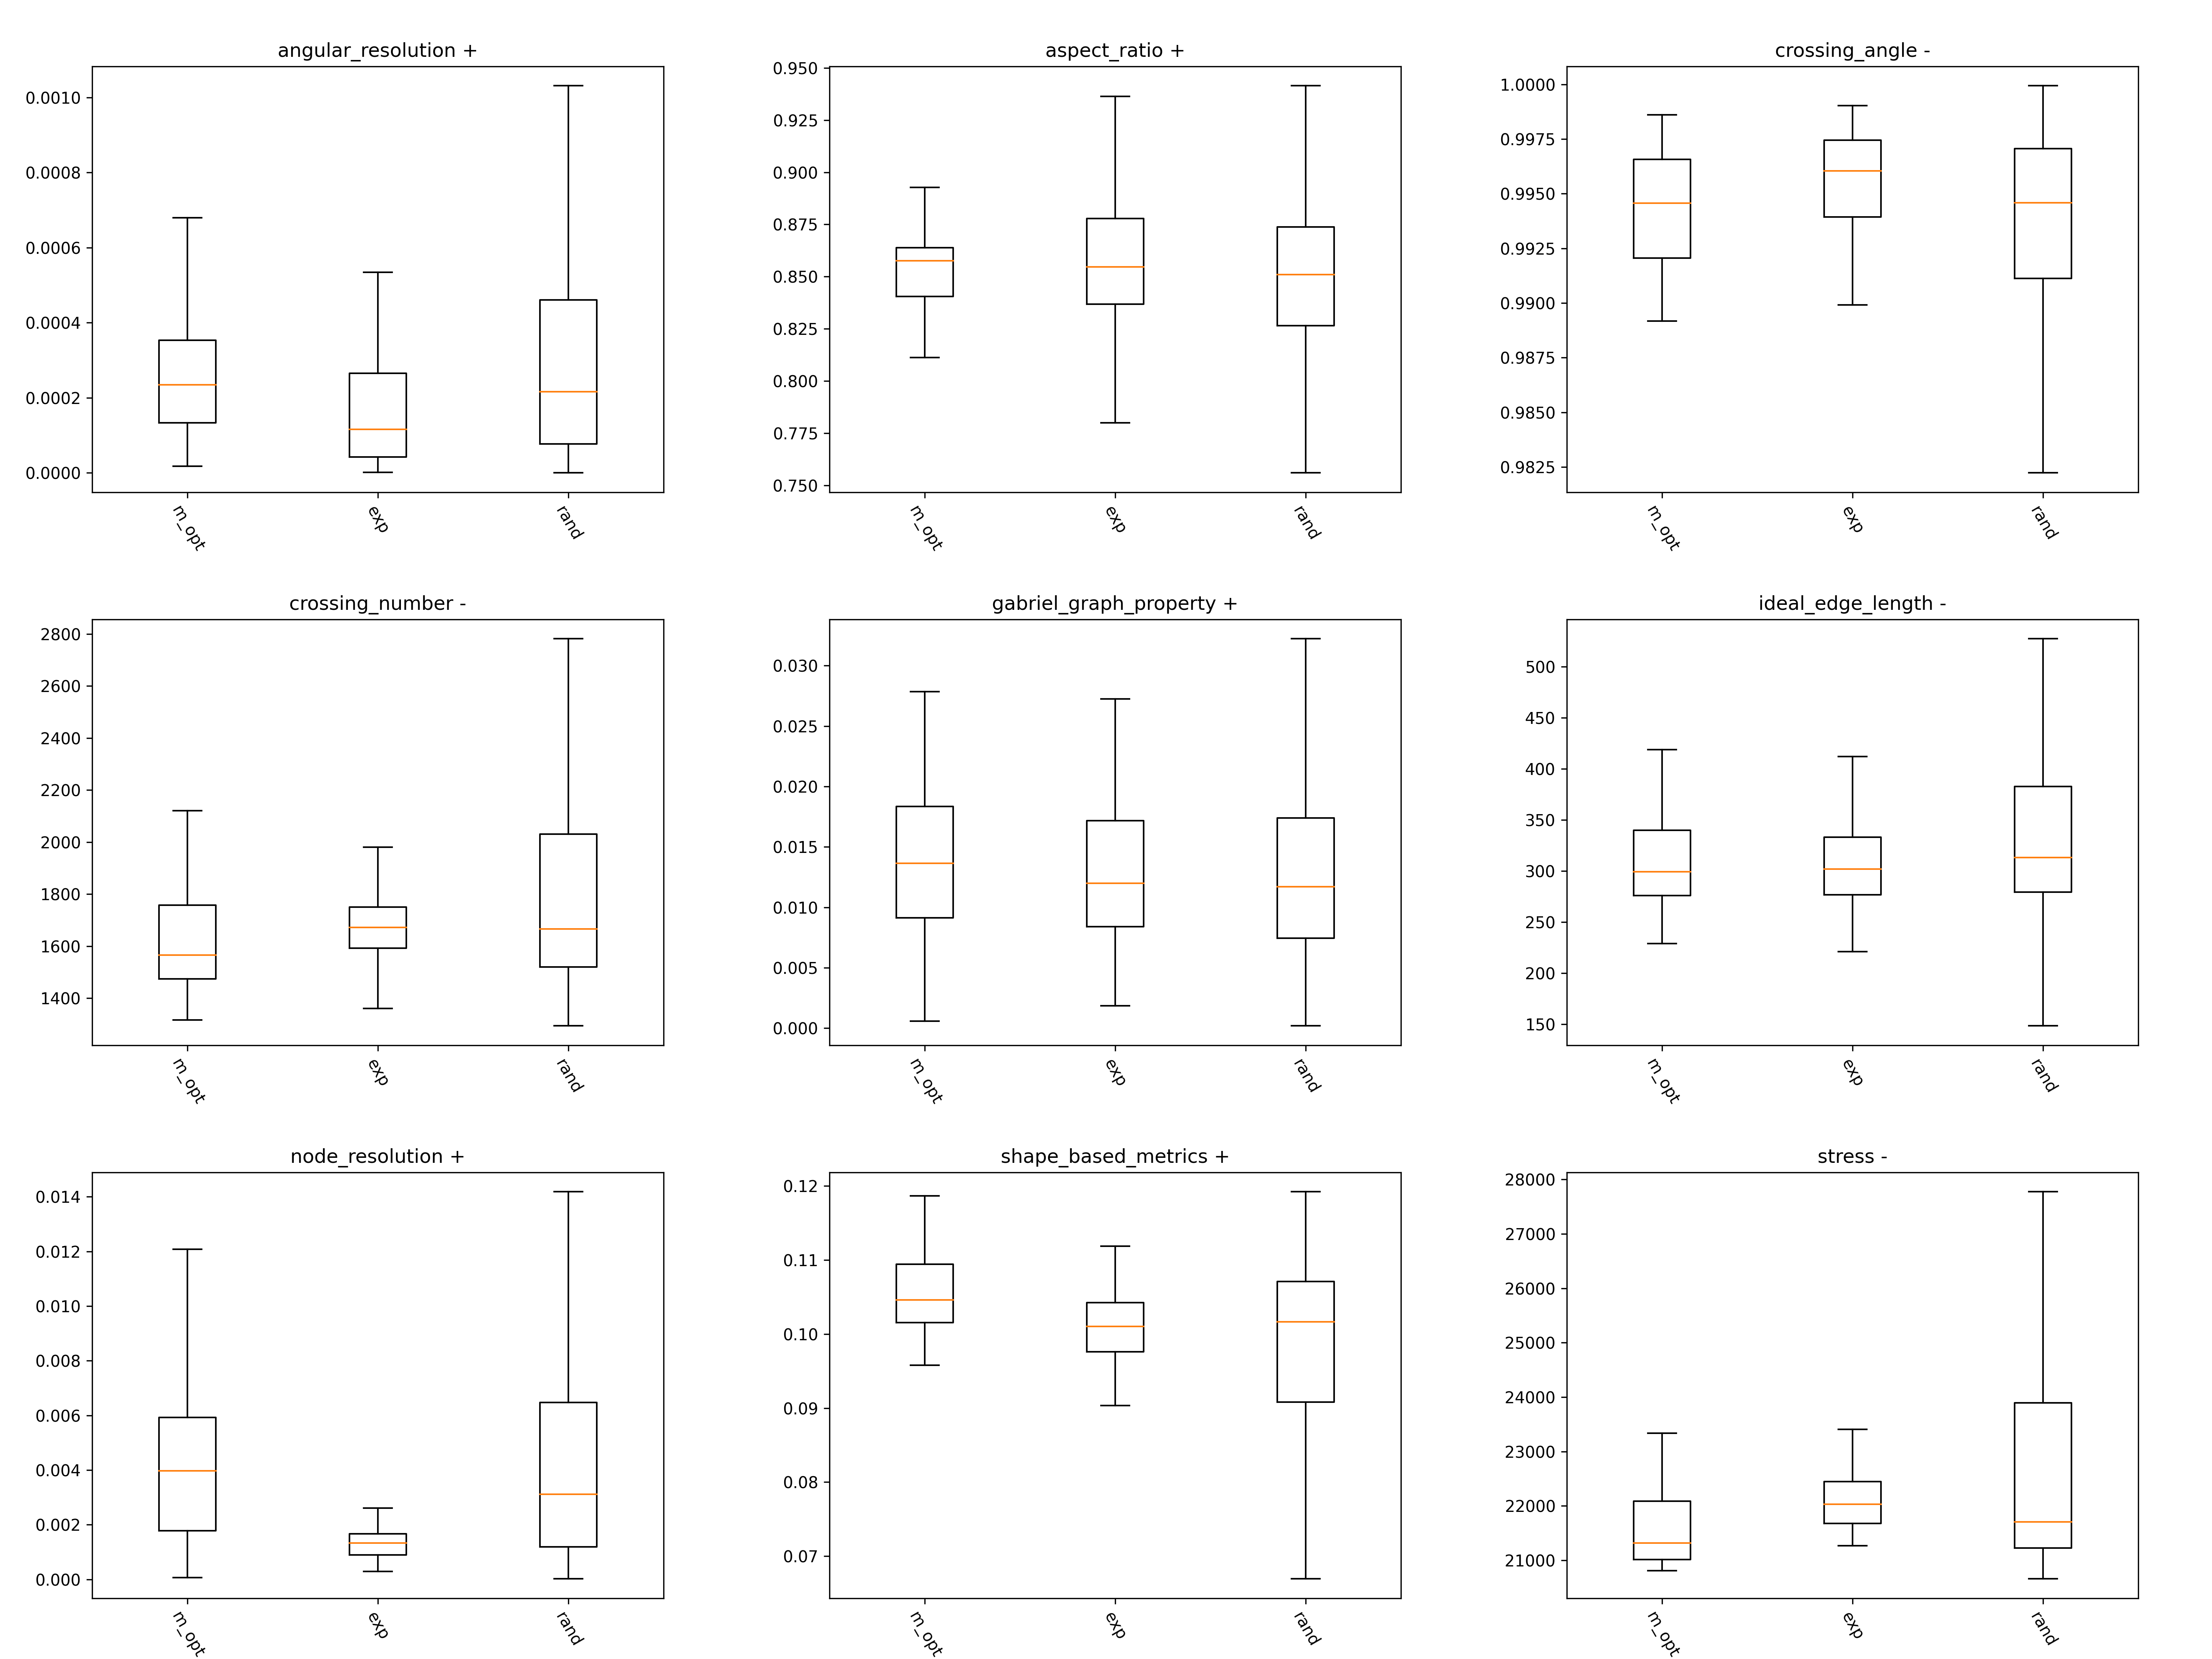 angular_resolution +
0.0010
0.0008
0.0006
0.0004
0.0002
0.0000
m_opt
exp
rand
aspect_ratio +
0.950
0.925
0.900
0.875
0.850
0.825
0.800
0.775
0.750
m_opt
exp
rand
crossing_angle -
1.0000
0.9975
0.9950
0.9925
0.9900
0.9875
0.9850
0.9825
m_opt
exp
rand
crossing_number -
2800
2600
2400
2200
2000
1800
1600
1400
m_opt
exp
rand
gabriel_graph_property +
0.030
0.025
0.020
0.015
0.010
0.005
0.000
m_opt
exp
rand
ideal_edge_length -
500
450
400
350
300
250
200
150
m_opt
exp
rand
node_resolution +
0.014
0.012
0.010
0.008
0.006
0.004
0.002
0.000
m_opt
exp
rand
shape_based_metrics +
0.12
0.11
0.10
0.09
0.08
0.07
m_opt
exp
rand
stress -
28000
27000
26000
25000
24000
23000
22000
21000
m_opt
exp
rand